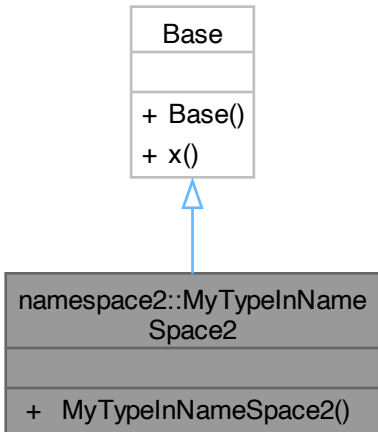 Base
+ Base()
+ x()
namespace2::MyTypeInName
Space2
+ MyTypeInNameSpace2()